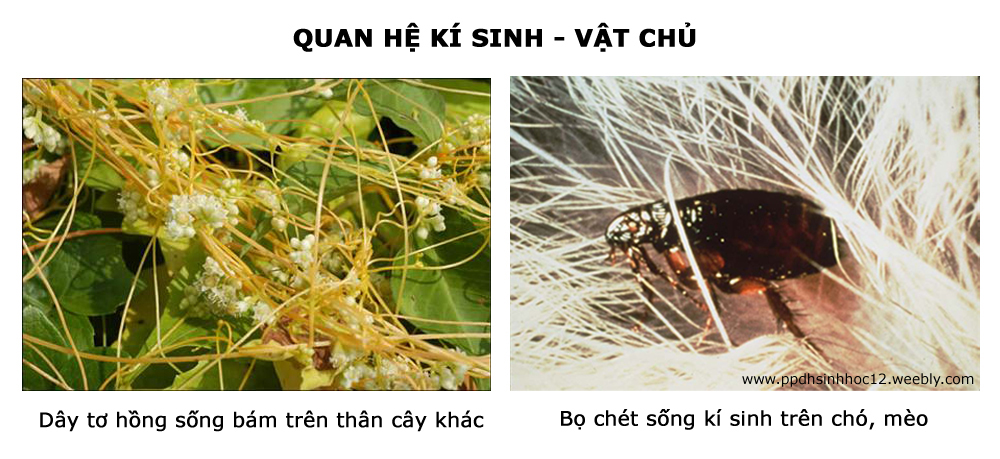 QUAN HỆ KÍ SINH - VẬT CHỦ
www.ppdhsinhhoc12.weebly.com
Dây tơ hồng sống bám trên thân cây khác
Bọ chét sống kí sinh trên chó, mèo